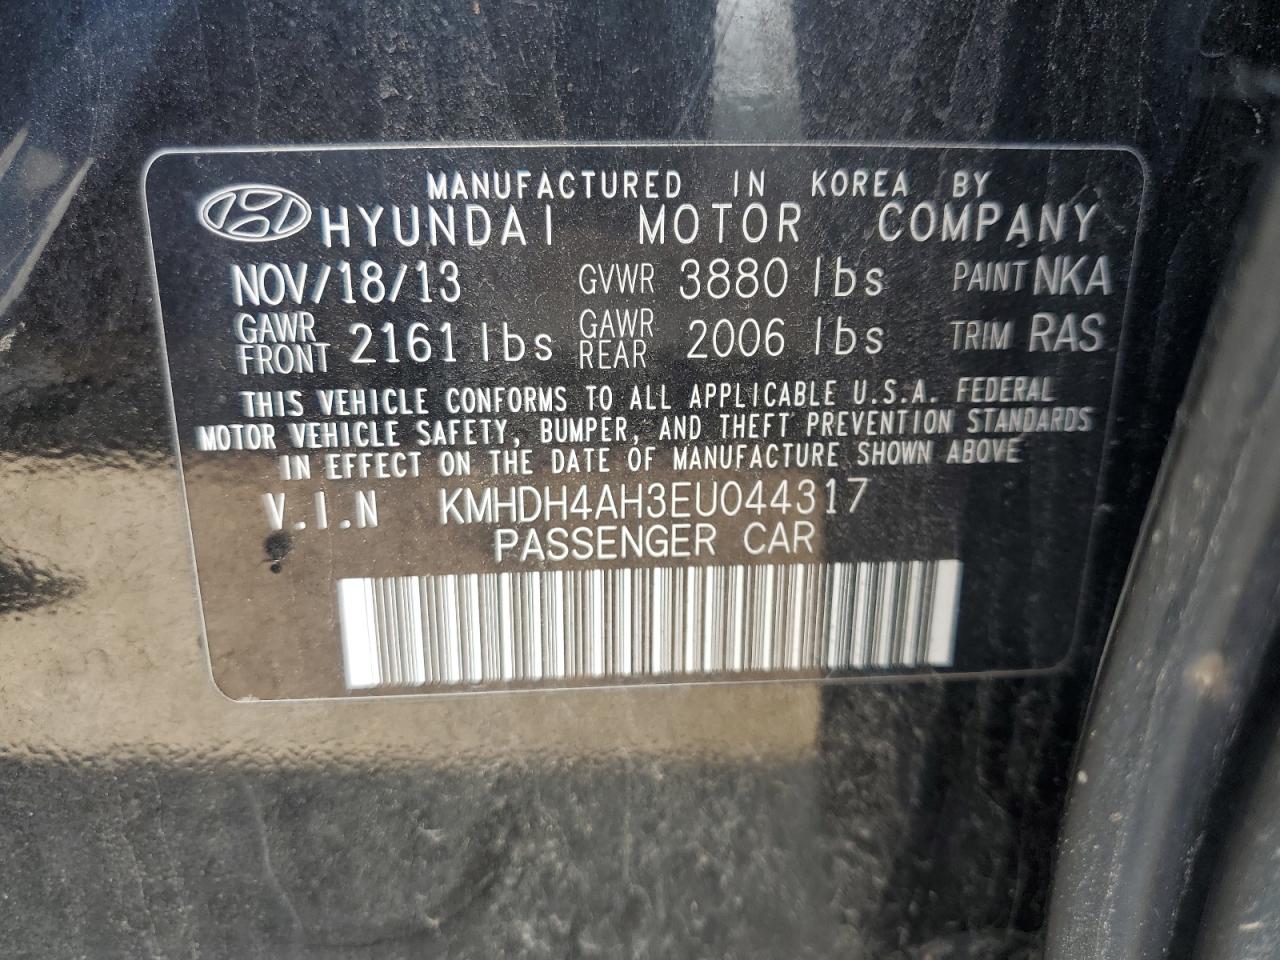 MANUFACTURED IN KOREA BY
HYUNDAI MOTOR COMPANY
NOV/18/13 GVWR 3880 lbs PAINT NKA
GAWR FRONT 2161 lbs GAWR REAR 2006 lbs TRIM RAS
THIS VEHICLE CONFORMS TO ALL APPLICABLE U.S.A. FEDERAL
MOTOR VEHICLE SAFETY, BUMPER, AND THEFT PREVENTION STANDARDS
IN EFFECT ON THE DATE OF MANUFACTURE SHOWN ABOVE
V.I.N KMHDH4AH3EU044317
PASSENGER CAR